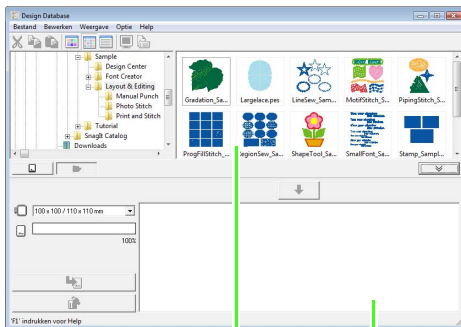 Design Database
Bestand Bewerken Weergave Optie Help
Sample
Design Center
Font Creator
Layout & Editing
Manual Punch
Photo Stitch
Print and Stitch
Tutorial
SnagIt Catalog
Downloads
Gradation_Sa... Largelace.pes LineSew_Sam... MotifStitch_S... PipingStitch_S...
ProgFillStitch_... RegionSew_Sa... ShapeTool_Sa... SmallFont_Sa... Stamp_Sampl...
100 x 100 / 110 x 110 mm
100%
'F1' indrukken voor Help